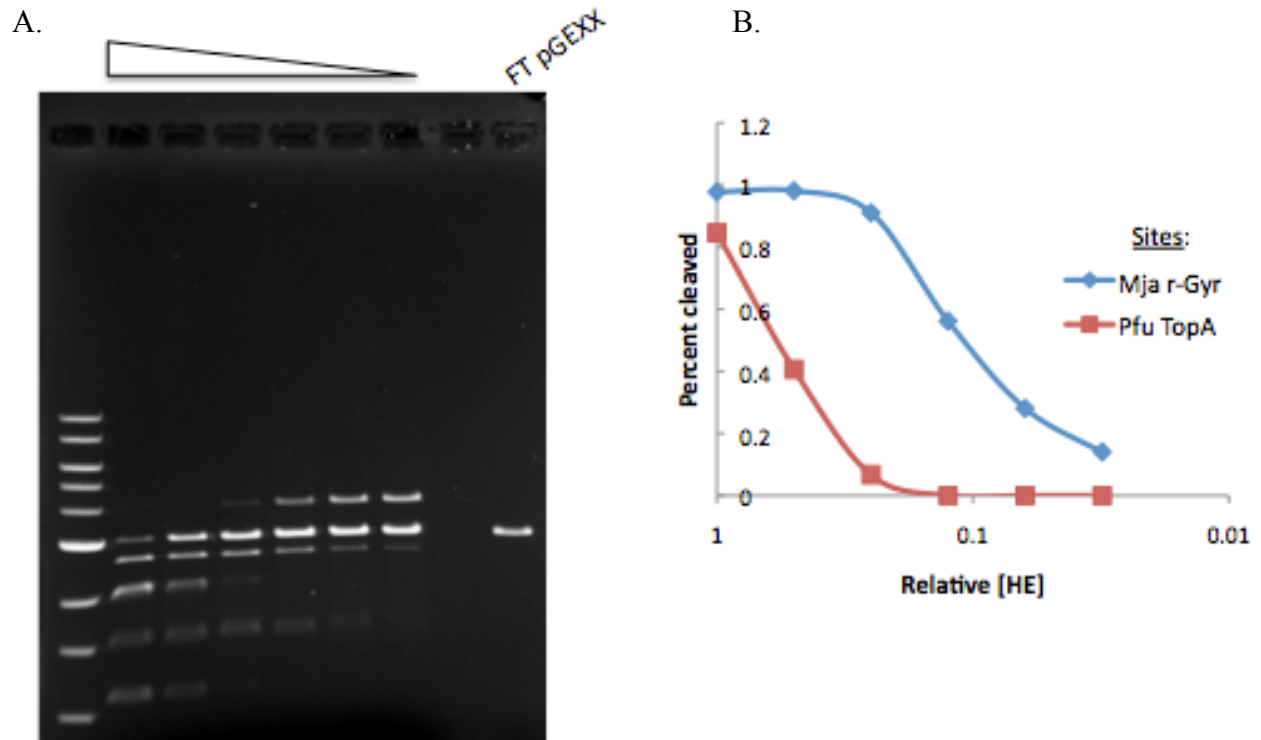 A.
FT pGEXX
B.
1.2
1
0.8
0.6
0.4
0.2
0
Percent cleaved
1
0.1
0.01
Relative [HE]
Sites:
Mja r-Gyr
Pfu TopA